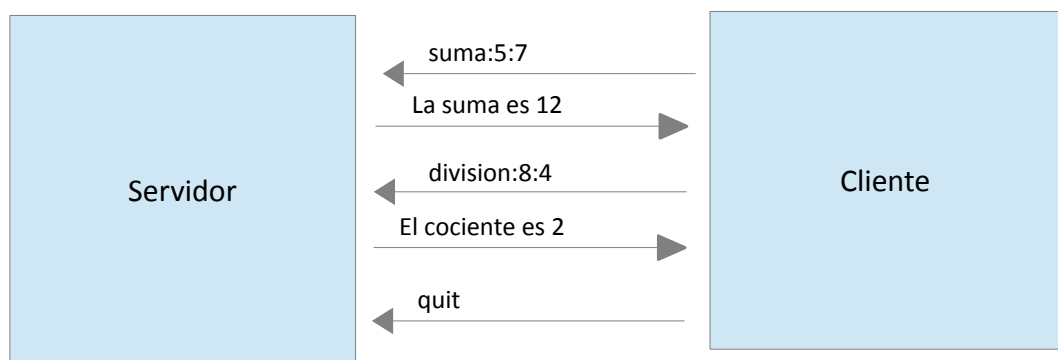 suma:5:7
La suma es 12
division:8:4
Servidor
Cliente
El cociente es 2
quit